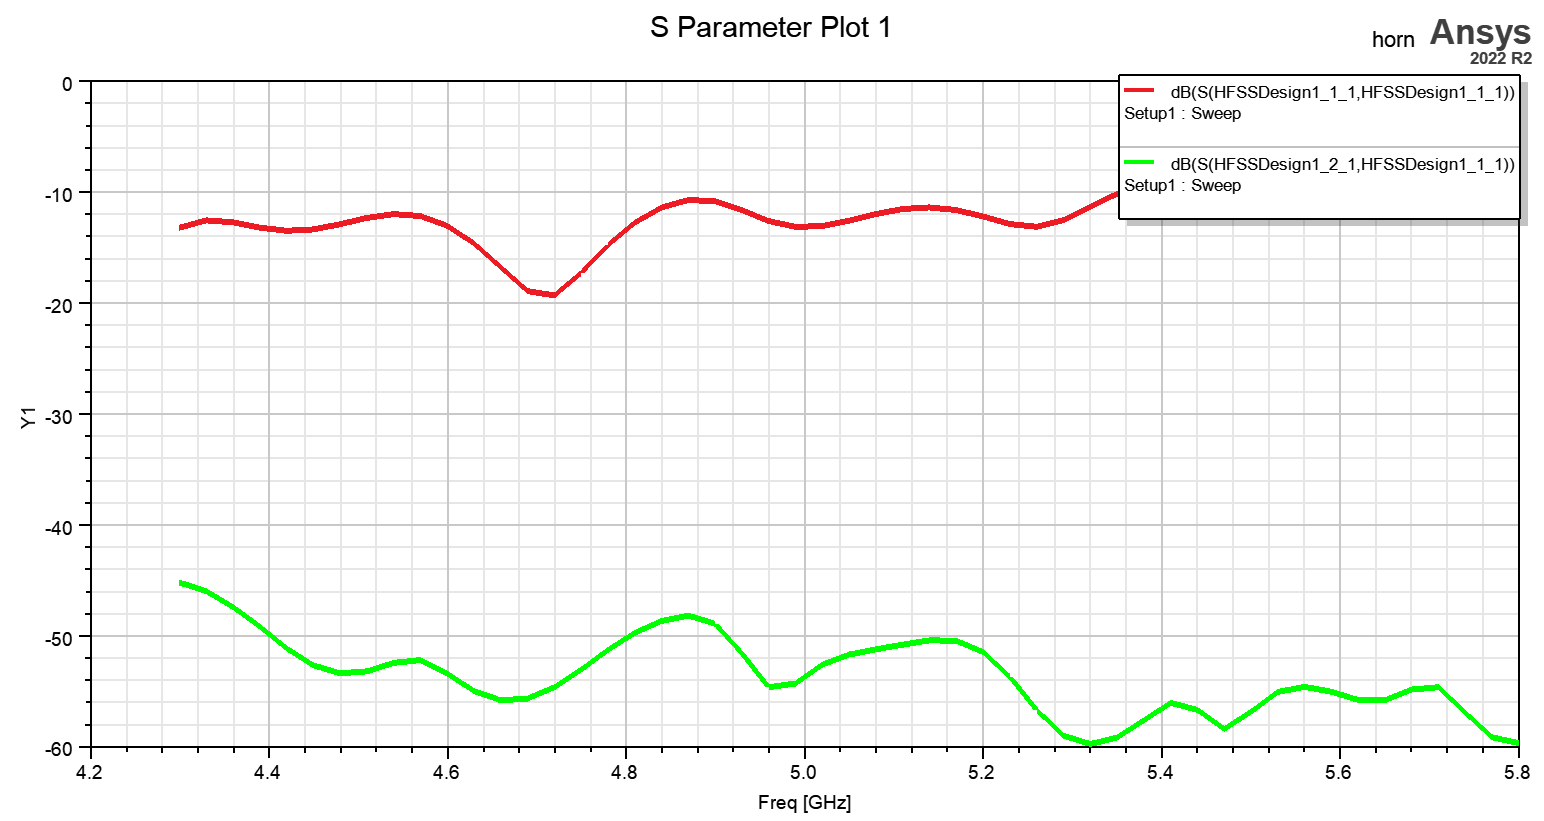 S Parameter Plot 1
horn Ansys
2022 R2
dB(S(HFSSDesign1_1_1,HFSSDesign1_1_1))
Setup1 : Sweep
dB(S(HFSSDesign1_2_1,HFSSDesign1_1_1))
Setup1 : Sweep
0
-10
-20
-30
-40
-50
-60
Y1
4.2 4.4 4.6 4.8 5.0 5.2 5.4 5.6 5.8
Freq [GHz]